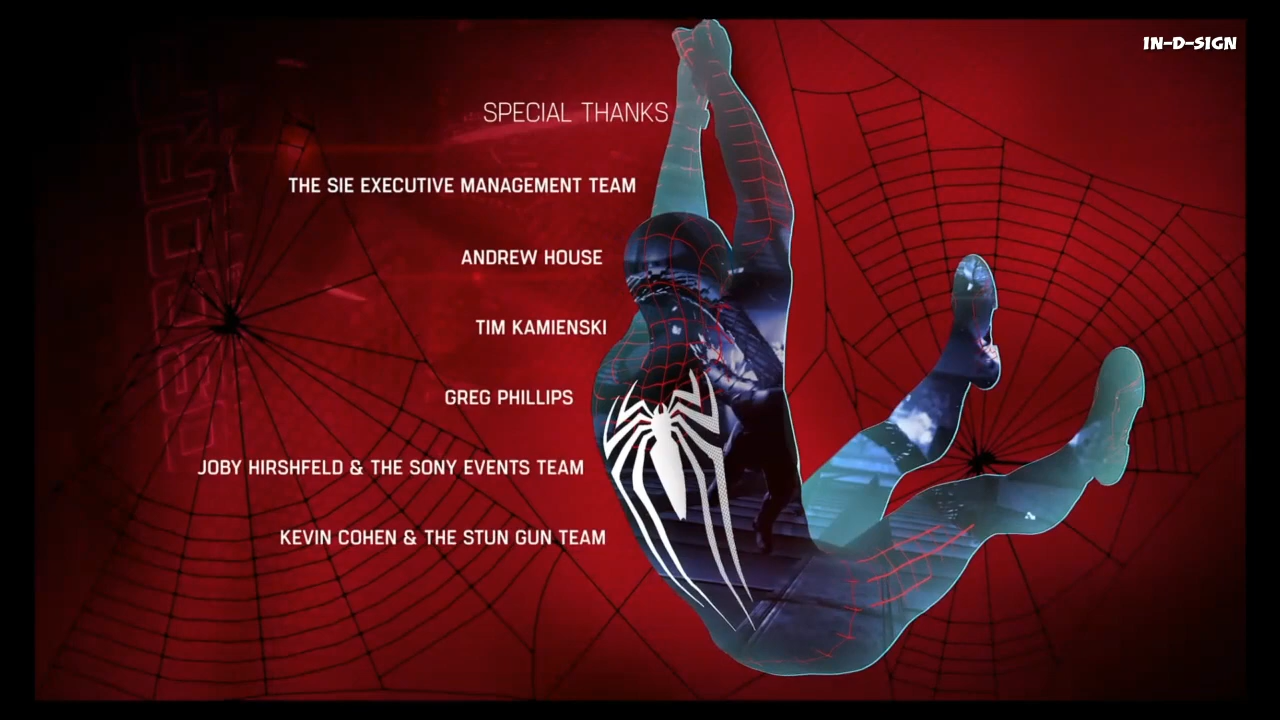 IN-D-SIGN
SPECIAL THANKS
THE SIE EXECUTIVE MANAGEMENT TEAM
ANDREW HOUSE
TIM KAMIENSKI
GREG PHILLIPS
JOBY HIRSHFELD & THE SONY EVENTS TEAM
KEVIN COHEN & THE STUN GUN TEAM